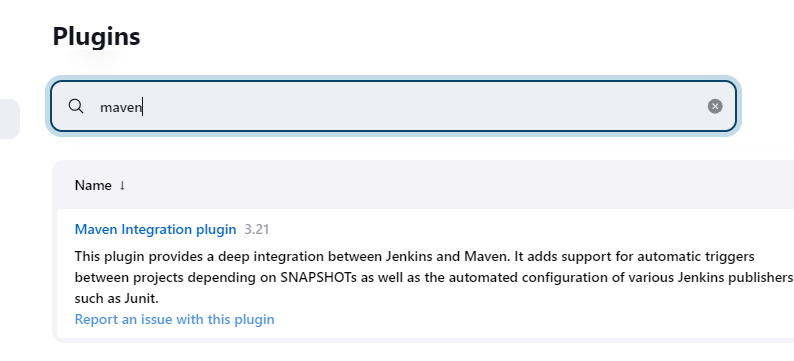 Plugins
maven
Name ↓
Maven Integration plugin 3.21
This plugin provides a deep integration between Jenkins and Maven. It adds support for automatic triggers
between projects depending on SNAPSHOTs as well as the automated configuration of various Jenkins publishers
such as Junit.
Report an issue with this plugin